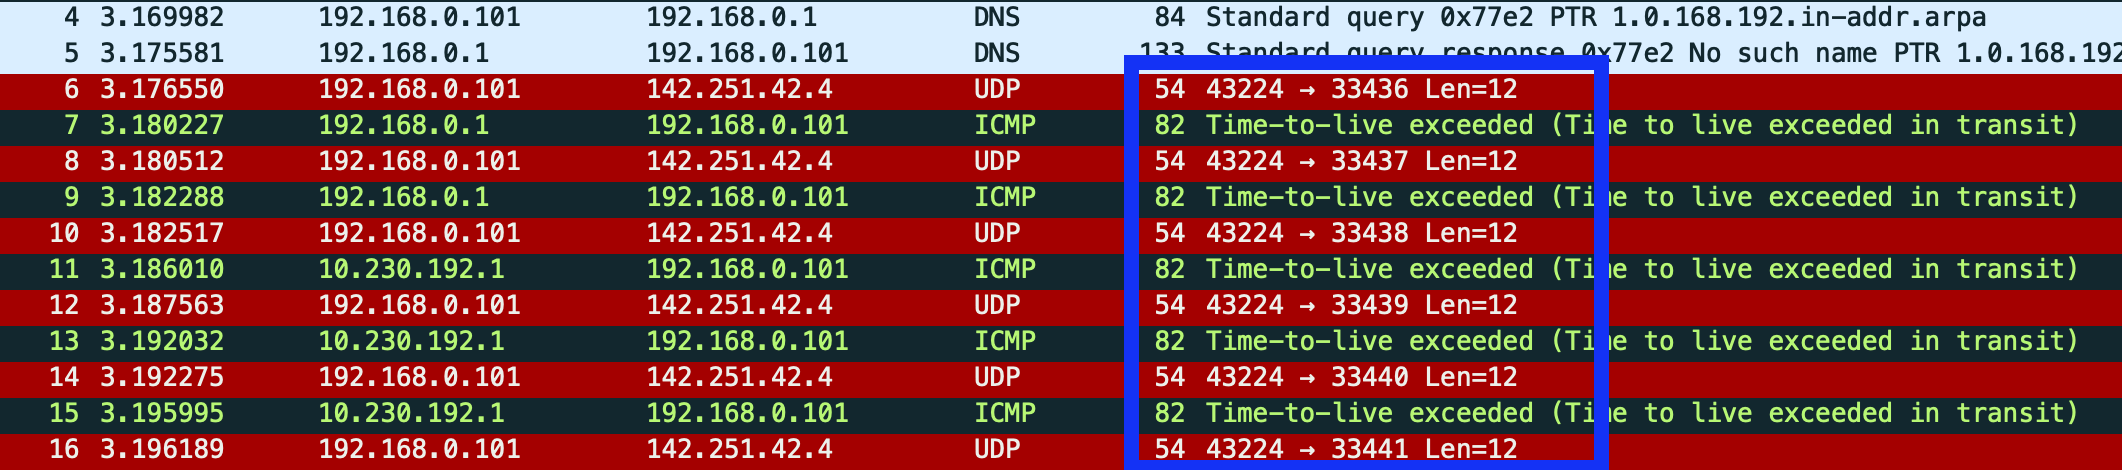 4 3.169982 192.168.0.101 192.168.0.1 DNS 84 Standard query 0x77e2 PTR 1.0.168.192.in-addr.arpa
5 3.175581 192.168.0.1 192.168.0.101 DNS 133 Standard query response 0x77e2 No such name PTR 1.0.168.192
6 3.176550 192.168.0.101 142.251.42.4 UDP 54 43224 → 33436 Len=12
7 3.180227 192.168.0.1 192.168.0.101 ICMP 82 Time-to-live exceeded (Time to live exceeded in transit)
8 3.180512 192.168.0.101 142.251.42.4 UDP 54 43224 → 33437 Len=12
9 3.182288 192.168.0.1 192.168.0.101 ICMP 82 Time-to-live exceeded (Time to live exceeded in transit)
10 3.182517 192.168.0.101 142.251.42.4 UDP 54 43224 → 33438 Len=12
11 3.186010 10.230.192.1 192.168.0.101 ICMP 82 Time-to-live exceeded (Time to live exceeded in transit)
12 3.187563 192.168.0.101 142.251.42.4 UDP 54 43224 → 33439 Len=12
13 3.192032 10.230.192.1 192.168.0.101 ICMP 82 Time-to-live exceeded (Time to live exceeded in transit)
14 3.192275 192.168.0.101 142.251.42.4 UDP 54 43224 → 33440 Len=12
15 3.195995 10.230.192.1 192.168.0.101 ICMP 82 Time-to-live exceeded (Time to live exceeded in transit)
16 3.196189 192.168.0.101 142.251.42.4 UDP 54 43224 → 33441 Len=12